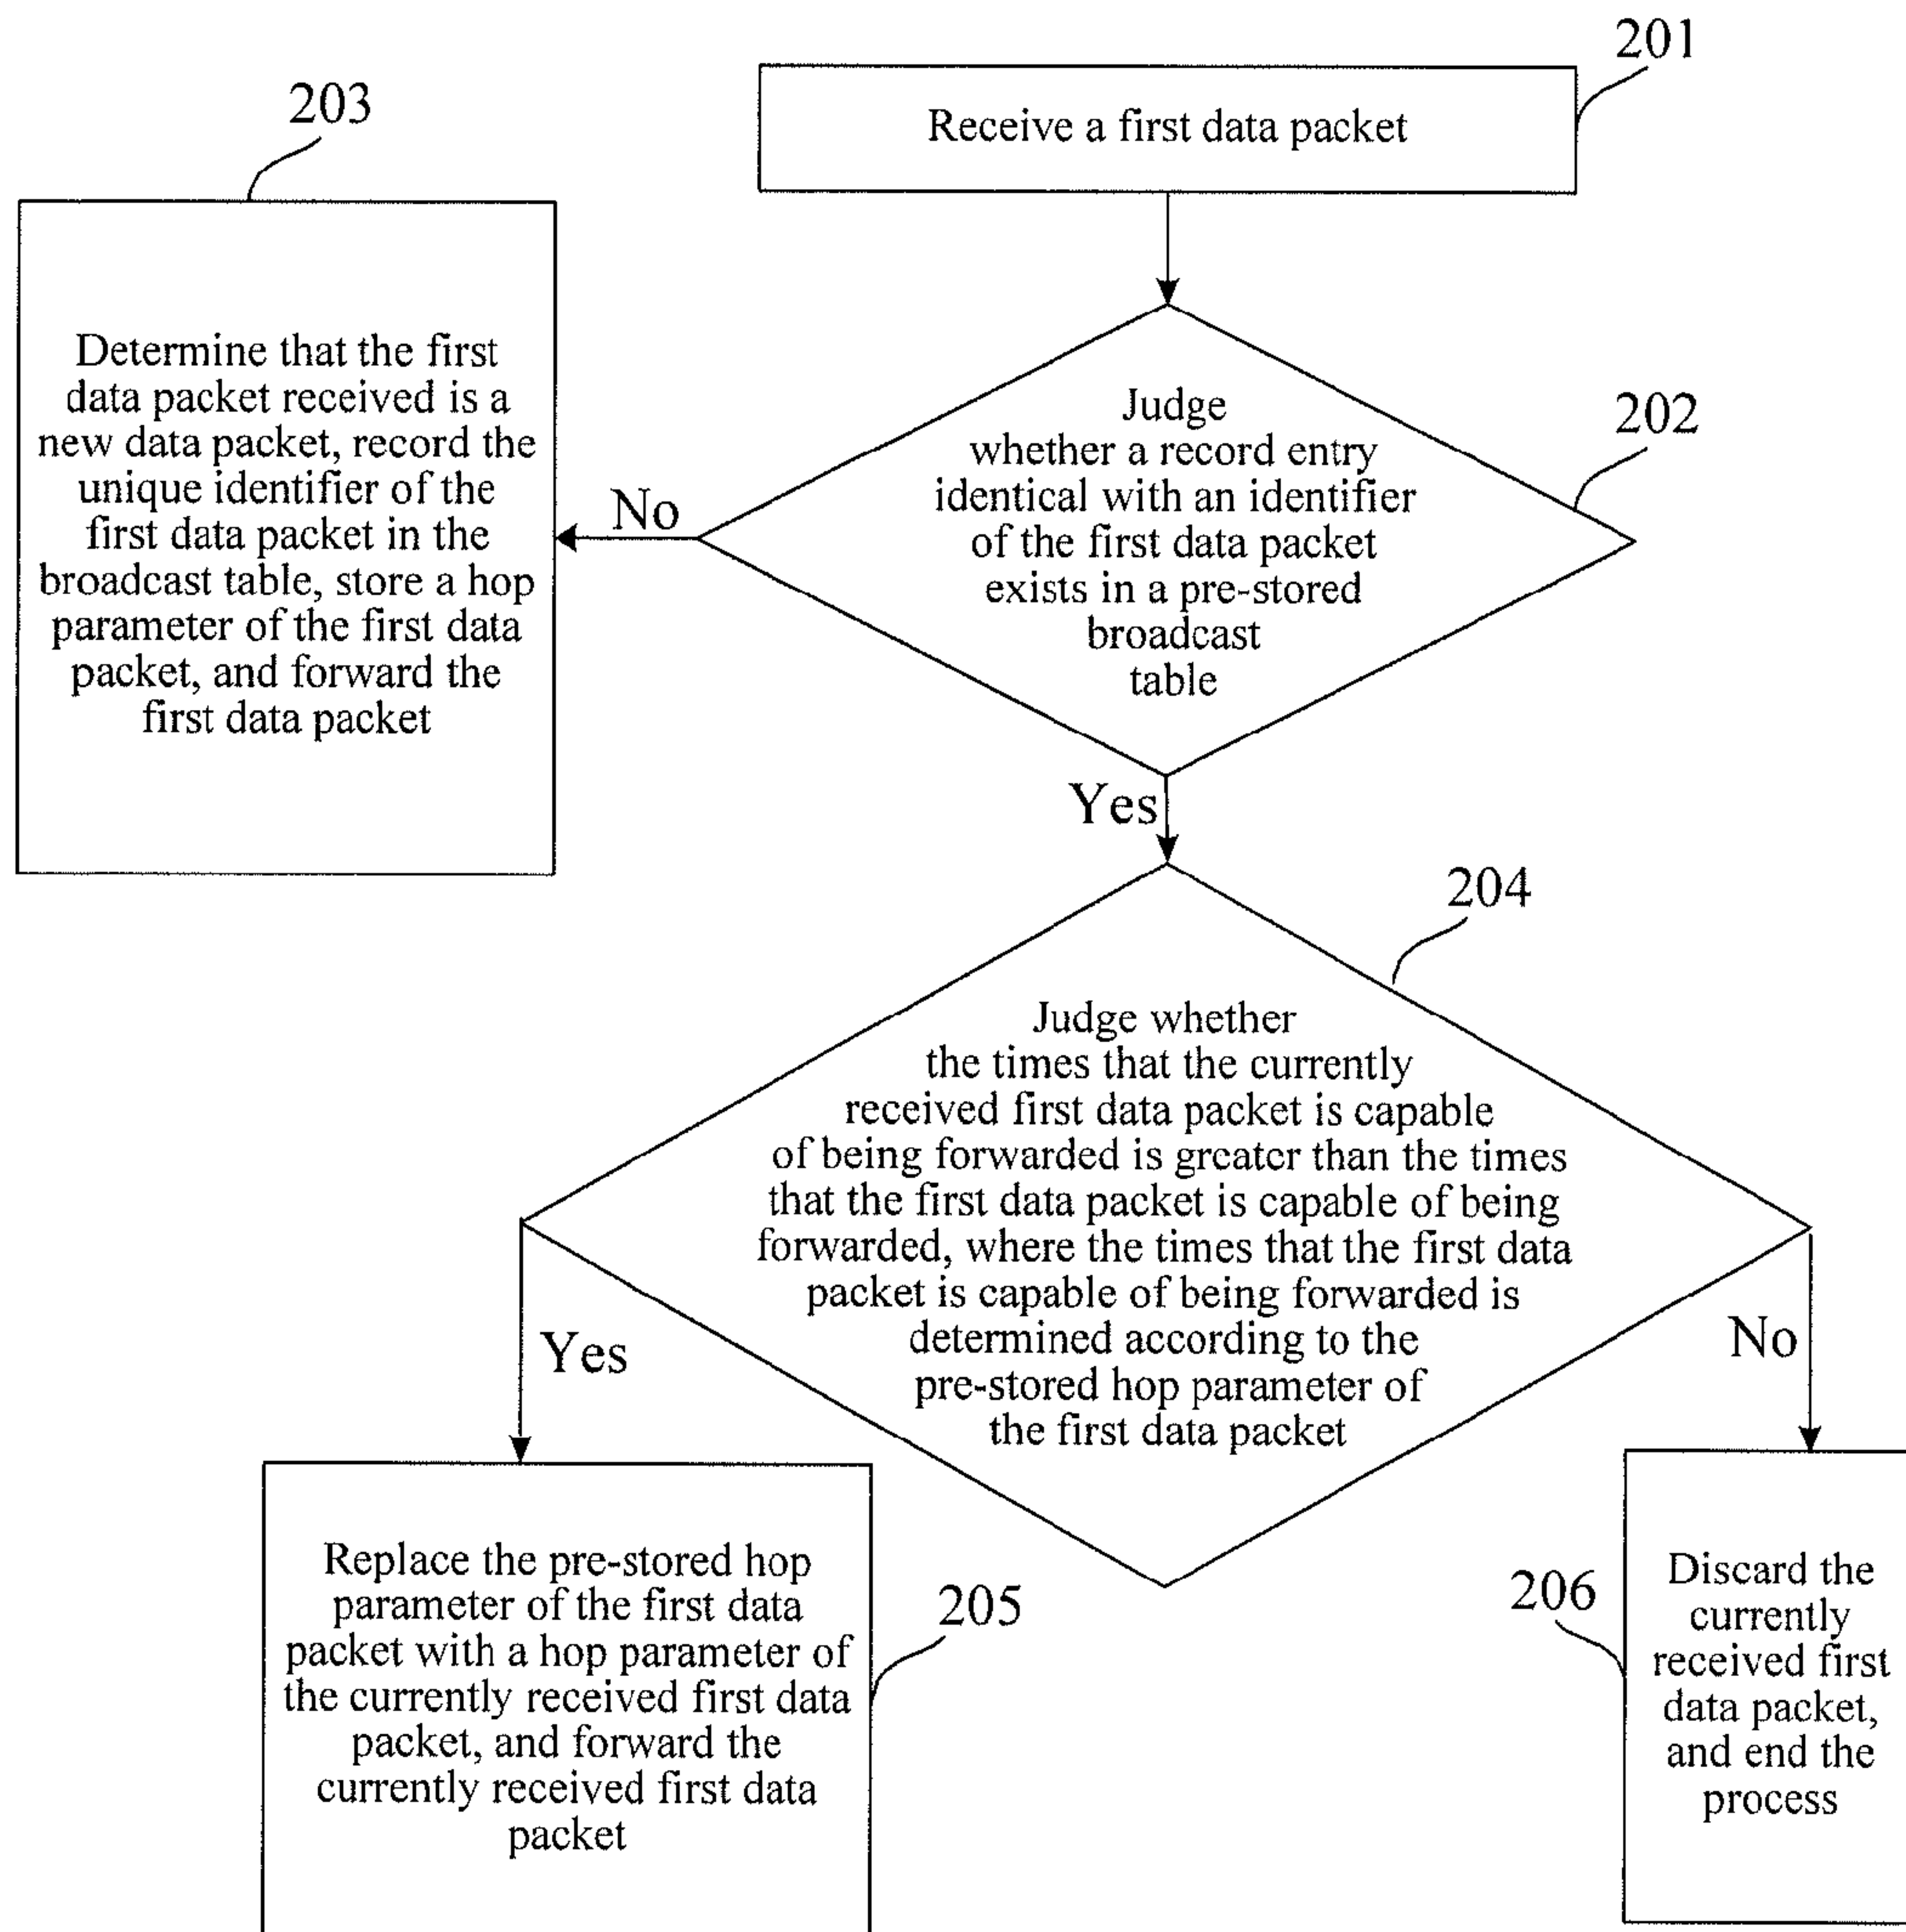 201
Receive a first data packet
203
Determine that the first
data packet received is a
new data packet, record the
unique identifier of the
first data packet in the
broadcast table, store a hop
parameter of the first data
packet, and forward the
first data packet
No
202
Judge
whether a record entry
identical with an identifier
of the first data packet
exists in a pre-stored
broadcast
table
Yes
204
Judge whether
the times that the currently
received first data packet is capable
of being forwarded is greater than the times
that the first data packet is capable of being
forwarded, where the times that the first data
packet is capable of being forwarded is
determined according to the
pre-stored hop parameter of
the first data packet
Yes
No
Replace the pre-stored hop
parameter of the first data
packet with a hop parameter of
the currently received first data
packet, and forward the
currently received first data
packet
205
206
Discard the
currently
received first
data packet,
and end the
process